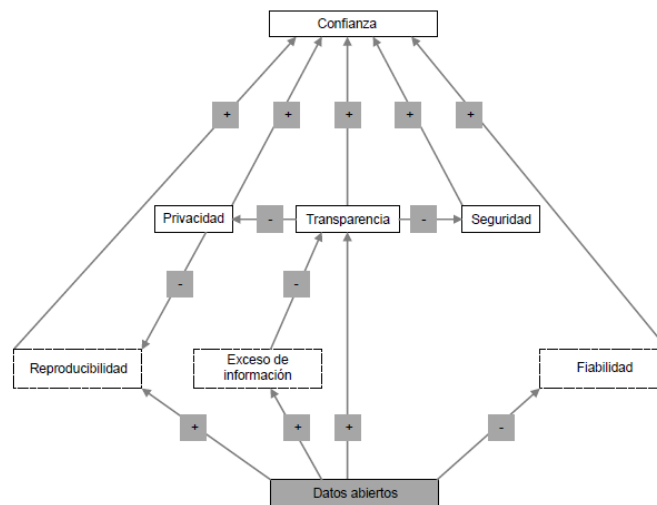 Confianza
+ + + + +
Privacidad - Transparencia - Seguridad
- -
Reproducibilidad
Exceso de
información
Fiabilidad
+ + + -
Datos abiertos